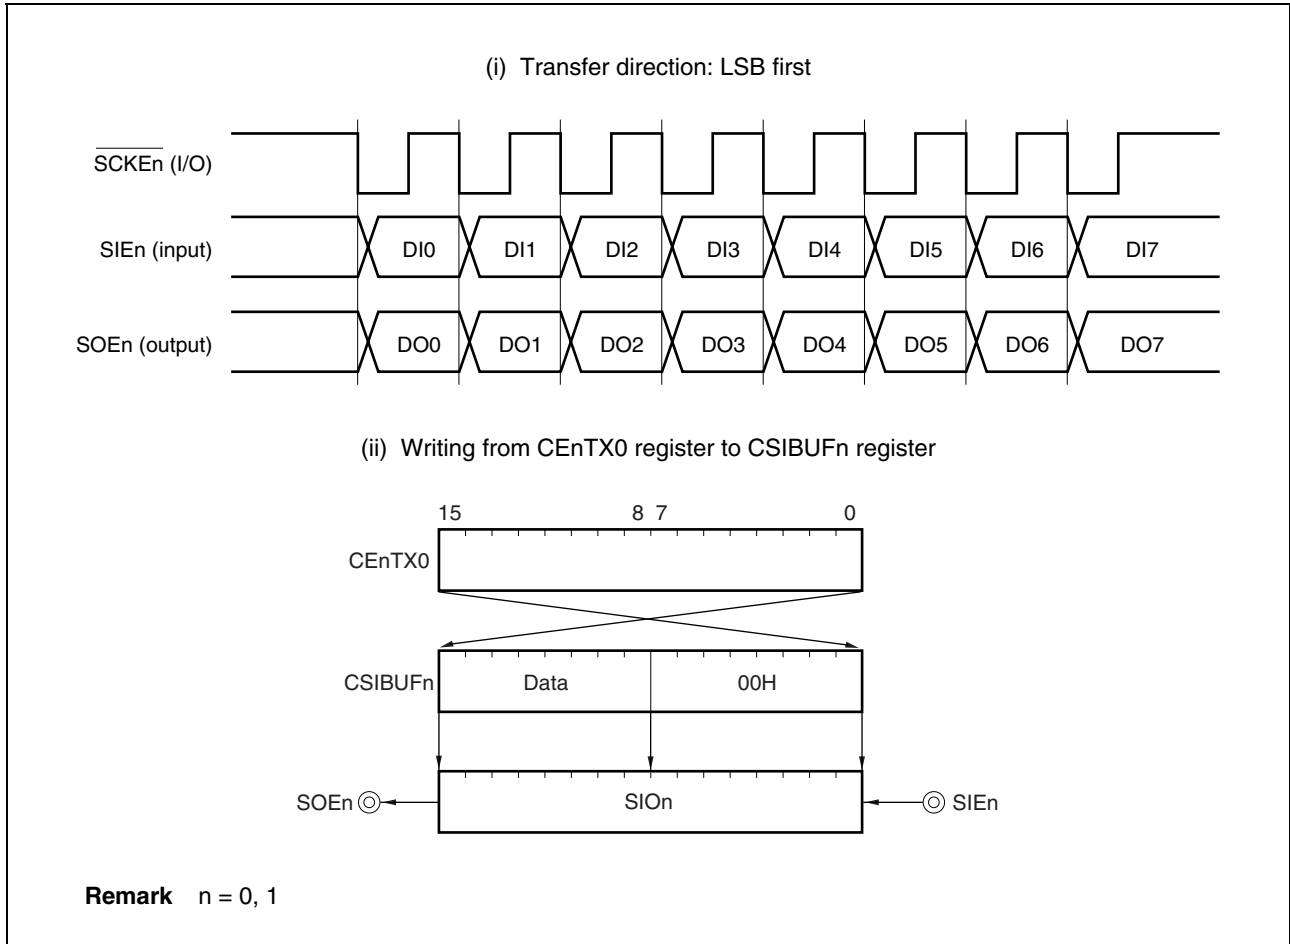 (i) Transfer direction: LSB first
SCKEn (I/O)
SIEn (input) DI0 DI1 DI2 DI3 DI4 DI5 DI6 DI7
SOEn (output) DO0 DO1 DO2 DO3 DO4 DO5 DO6 DO7
(ii) Writing from CEnTX0 register to CSIBUFn register
15 8 7 0
CEnTX0
CSIBUFn Data 00H
SOEn SIOn SIEn
Remark n = 0, 1